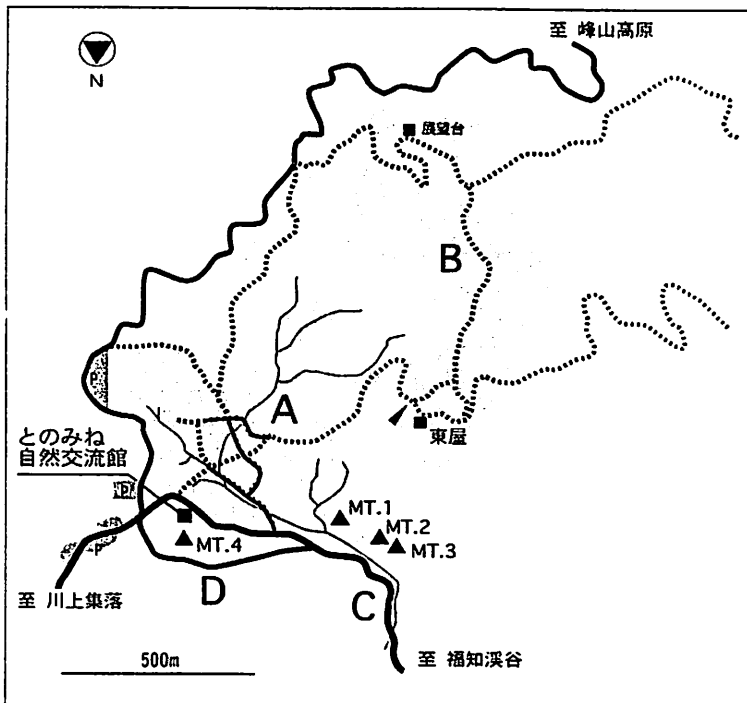 至 峰山高原
N
展望台
B
P
A
東屋
とのみね
自然交流館
P
MT.1
MT.2
MT.3
MT.4
P
D
C
至 川上集落
500m
至 福知渓谷